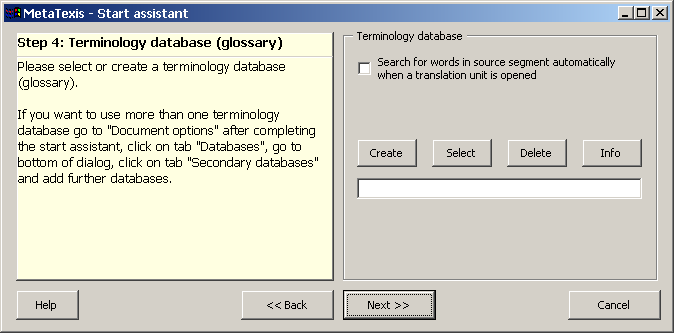 MetaTexis - Start assistant
Step 4: Terminology database (glossary)
Please select or create a terminology database
(glossary).
If you want to use more than one terminology
database go to "Document options" after completing
the start assistant, click on tab "Databases", go to
bottom of dialog, click on tab "Secondary databases"
and add further databases.
Terminology database
Search for words in source segment automatically
when a translation unit is opened
Create
Select
Delete
Info
Help
<< Back
Next >>
Cancel